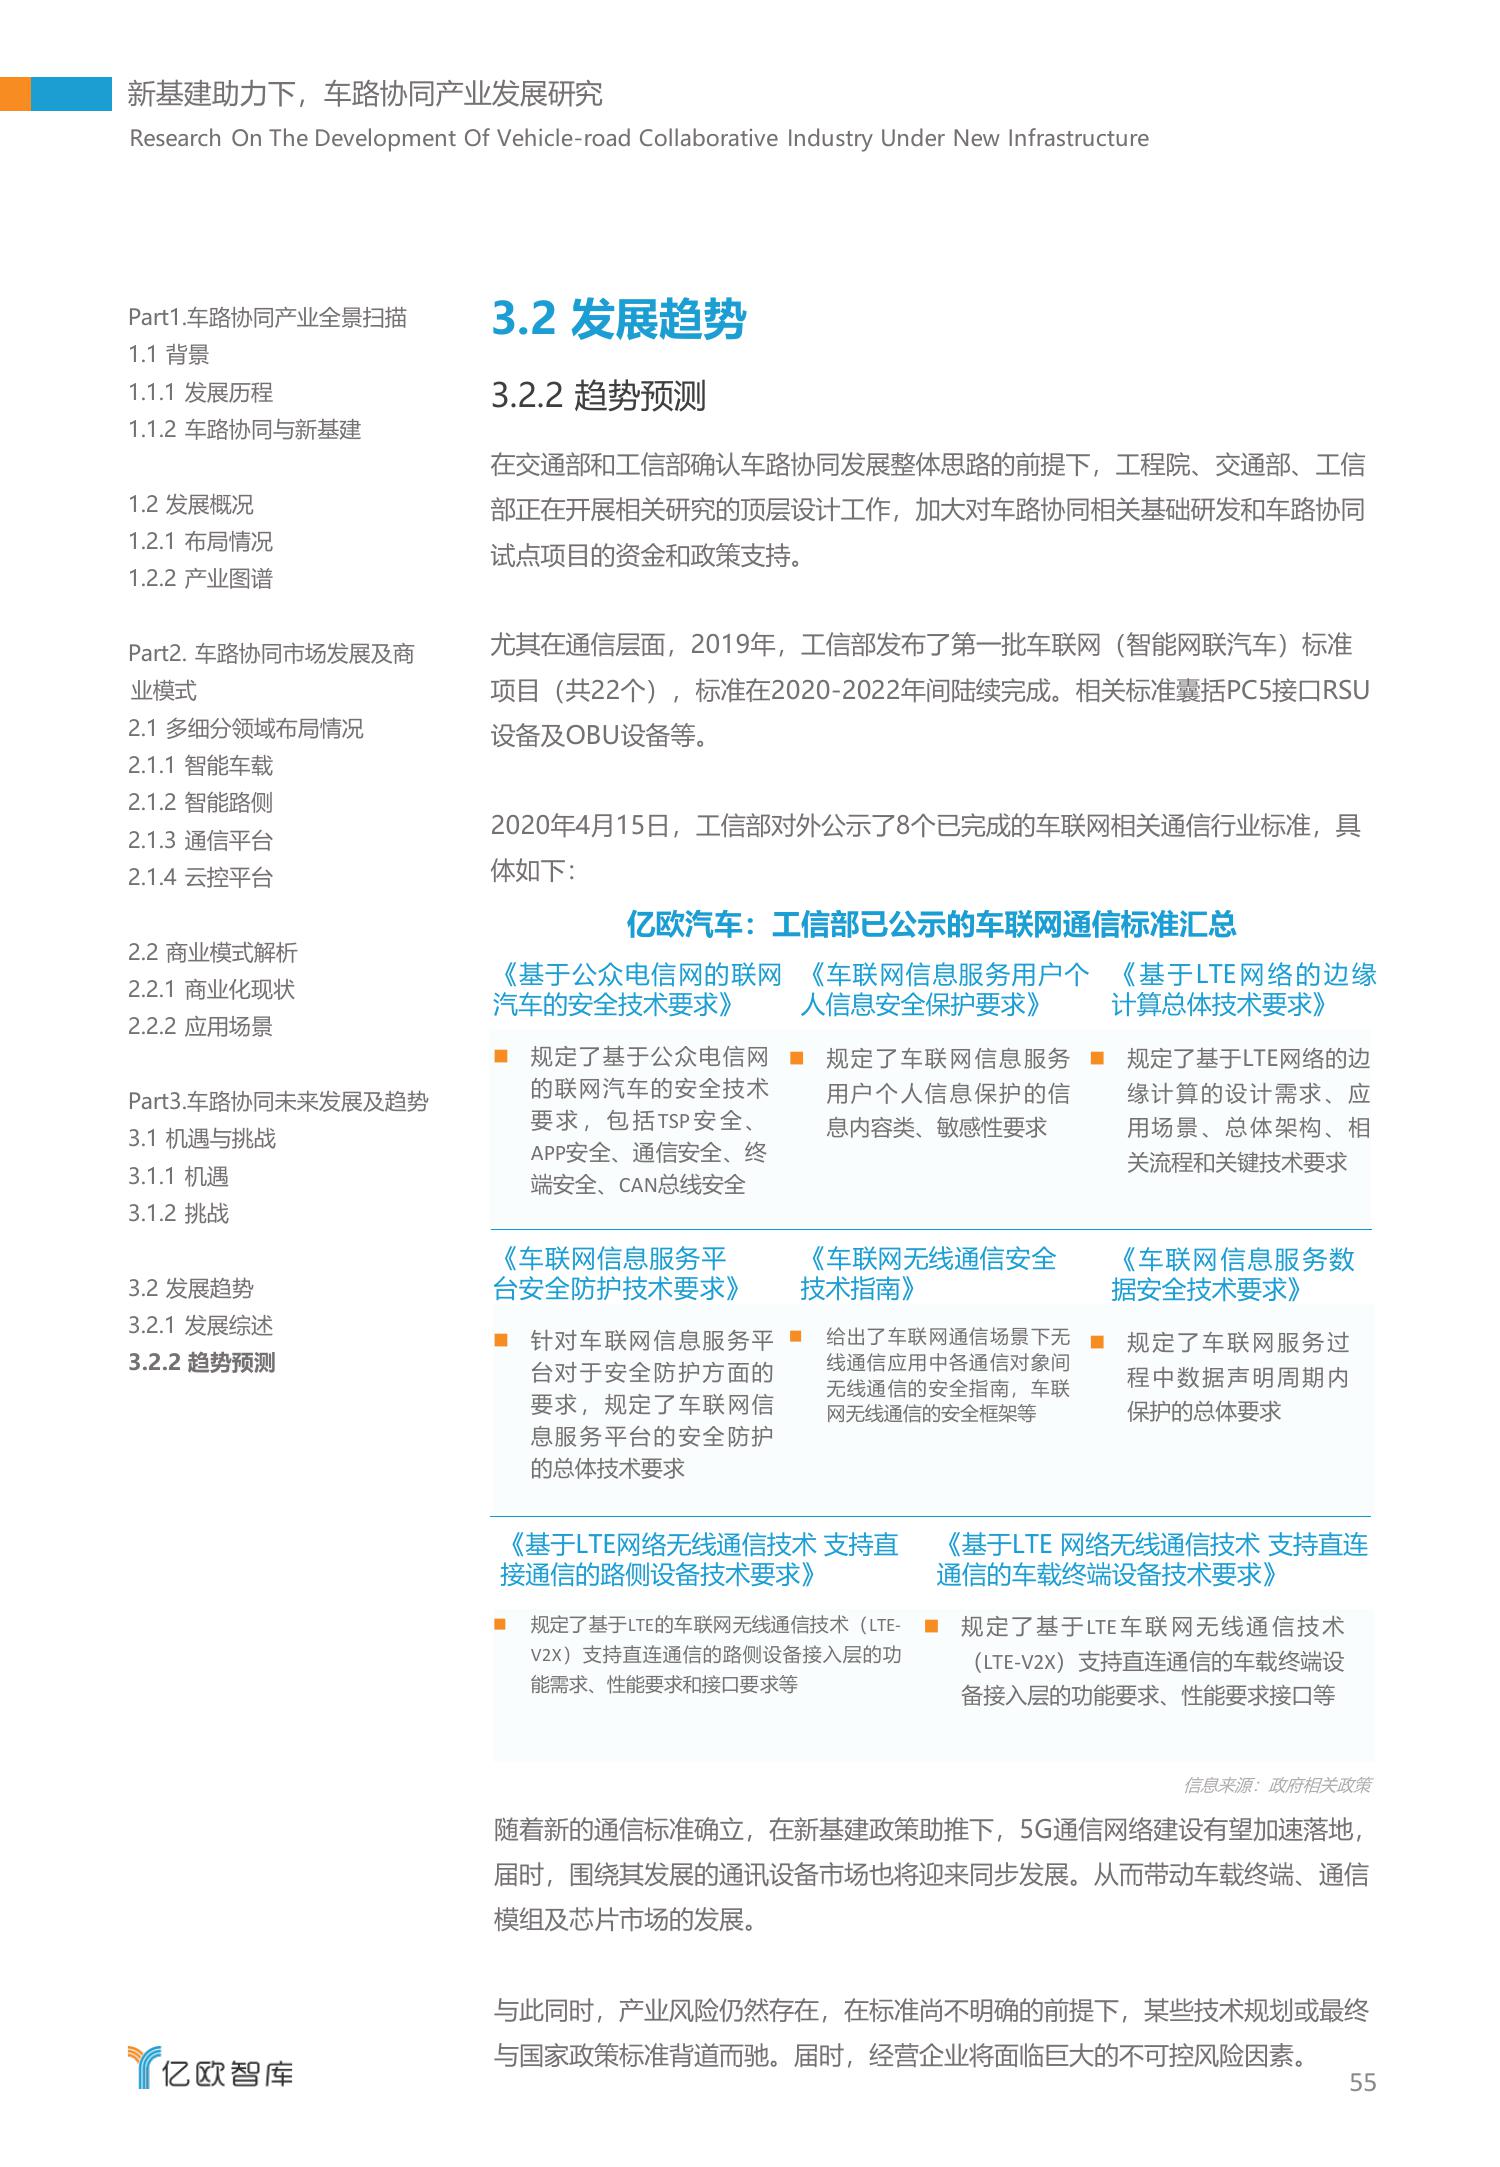 新基建助力下，车路协同产业发展研究
Research On The Development Of Vehicle-road Collaborative Industry Under New Infrastructure
Part1.车路协同产业全景扫描
1.1 背景
1.1.1 发展历程
1.1.2 车路协同与新基建
1.2 发展概况
1.2.1 布局情况
1.2.2 产业图谱
Part2. 车路协同市场发展及商
业模式
2.1 多细分领域布局情况
2.1.1 智能车载
2.1.2 智能路侧
2.1.3 通信平台
2.1.4 云控平台
2.2 商业模式解析
2.2.1 商业化现状
2.2.2 应用场景
Part3.车路协同未来发展及趋势
3.1 机遇与挑战
3.1.1 机遇
3.1.2 挑战
3.2 发展趋势
3.2.1 发展综述
3.2.2 趋势预测
3.2 发展趋势
3.2.2 趋势预测
在交通部和工信部确认车路协同发展整体思路的前提下，工程院、交通部、工信
部正在开展相关研究的顶层设计工作，加大对车路协同相关基础研发和车路协同
试点项目的资金和政策支持。
尤其在通信层面，2019年，工信部发布了第一批车联网（智能网联汽车）标准
项目（共22个），标准在2020-2022年间陆续完成。相关标准囊括PC5接口RSU
设备及OBU设备等。
2020年4月15日，工信部对外公示了8个已完成的车联网相关通信行业标准，具
体如下：
亿欧汽车：工信部已公示的车联网通信标准汇总
《基于公众电信网的联网
汽车的安全技术要求》
规定了基于公众电信网
的联网汽车的安全技术
要求，包括TSP安全、
APP安全、通信安全、终
端安全、CAN总线安全
《车联网信息服务用户个
人信息安全保护要求》
规定了车联网信息服务
用户个人信息保护的信
息内容类、敏感性要求
《基于LTE网络的边缘
计算总体技术要求》
规定了基于LTE网络的边
缘计算的设计需求、应
用场景、总体架构、相
关流程和关键技术要求
《车联网信息服务平
台安全防护技术要求》
针对车联网信息服务平
台对于安全防护方面的
要求，规定了车联网信
息服务平台的安全防护
的总体技术要求
《车联网无线通信安全
技术指南》
给出了车联网通信场景下无
线通信应用中各通信对象间
无线通信的安全指南，车联
网无线通信的安全框架等
《车联网信息服务数
据安全技术要求》
规定了车联网服务过
程中数据声明周期内
保护的总体要求
《基于LTE网络无线通信技术 支持直
接通信的路侧设备技术要求》
规定了基于LTE的车联网无线通信技术（LTE-
V2X）支持直连通信的路侧设备接入层的功
能需求、性能要求和接口要求等
《基于LTE 网络无线通信技术 支持直连
通信的车载终端设备技术要求》
规定了基于LTE车联网无线通信技术
（LTE-V2X）支持直连通信的车载终端设
备接入层的功能要求、性能要求接口等
信息来源：政府相关政策
随着新的通信标准确立，在新基建政策助推下，5G通信网络建设有望加速落地，
届时，围绕其发展的通讯设备市场也将迎来同步发展。从而带动车载终端、通信
模组及芯片市场的发展。
与此同时，产业风险仍然存在，在标准尚不明确的前提下，某些技术规划或最终
与国家政策标准背道而驰。届时，经营企业将面临巨大的不可控风险因素。
亿欧智库
55